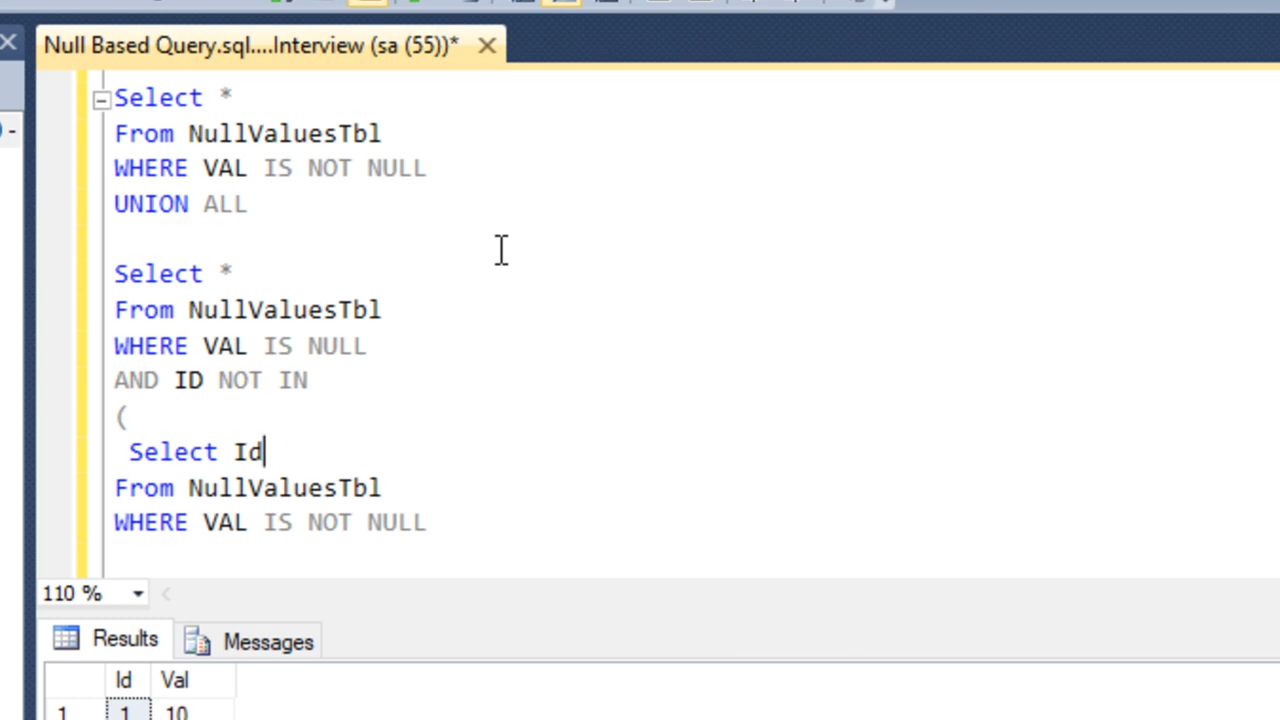 Null Based Query.sql....Interview (sa (55))*
Select *
From NullValuesTbl
WHERE VAL IS NOT NULL
UNION ALL
Select *
From NullValuesTbl
WHERE VAL IS NULL
AND ID NOT IN
(
Select Id
From NullValuesTbl
WHERE VAL IS NOT NULL
110 %
Results Messages
Id Val
1 1 10